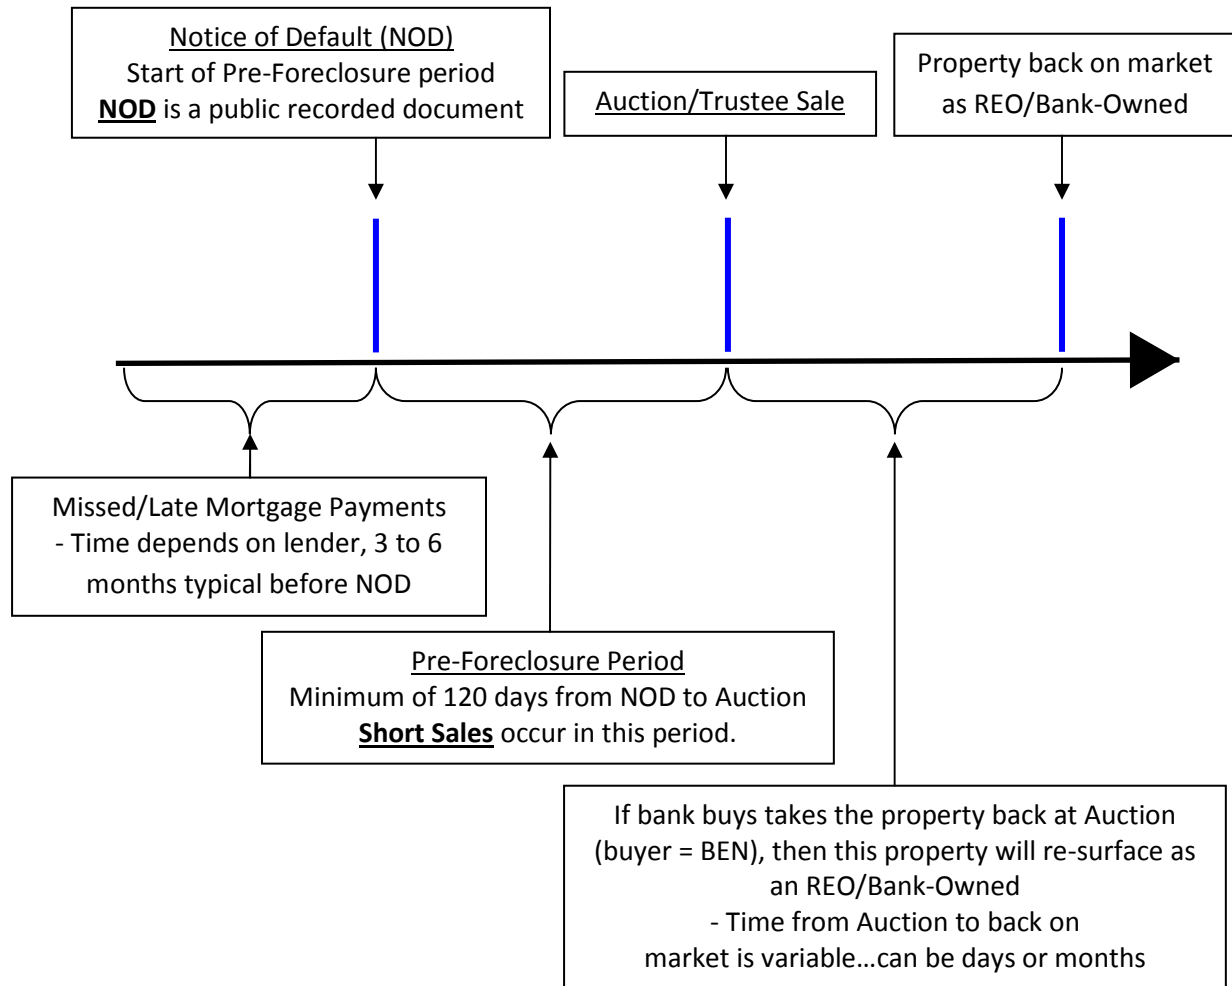 Notice of Default (NOD)
Start of Pre-Foreclosure period
NOD is a public recorded document
Auction/Trustee Sale
Property back on market
as REO/Bank-Owned
Missed/Late Mortgage Payments
- Time depends on lender, 3 to 6
months typical before NOD
Pre-Foreclosure Period
Minimum of 120 days from NOD to Auction
Short Sales occur in this period.
If bank buys takes the property back at Auction
(buyer = BEN), then this property will re-surface as
an REO/Bank-Owned
- Time from Auction to back on
market is variable...can be days or months